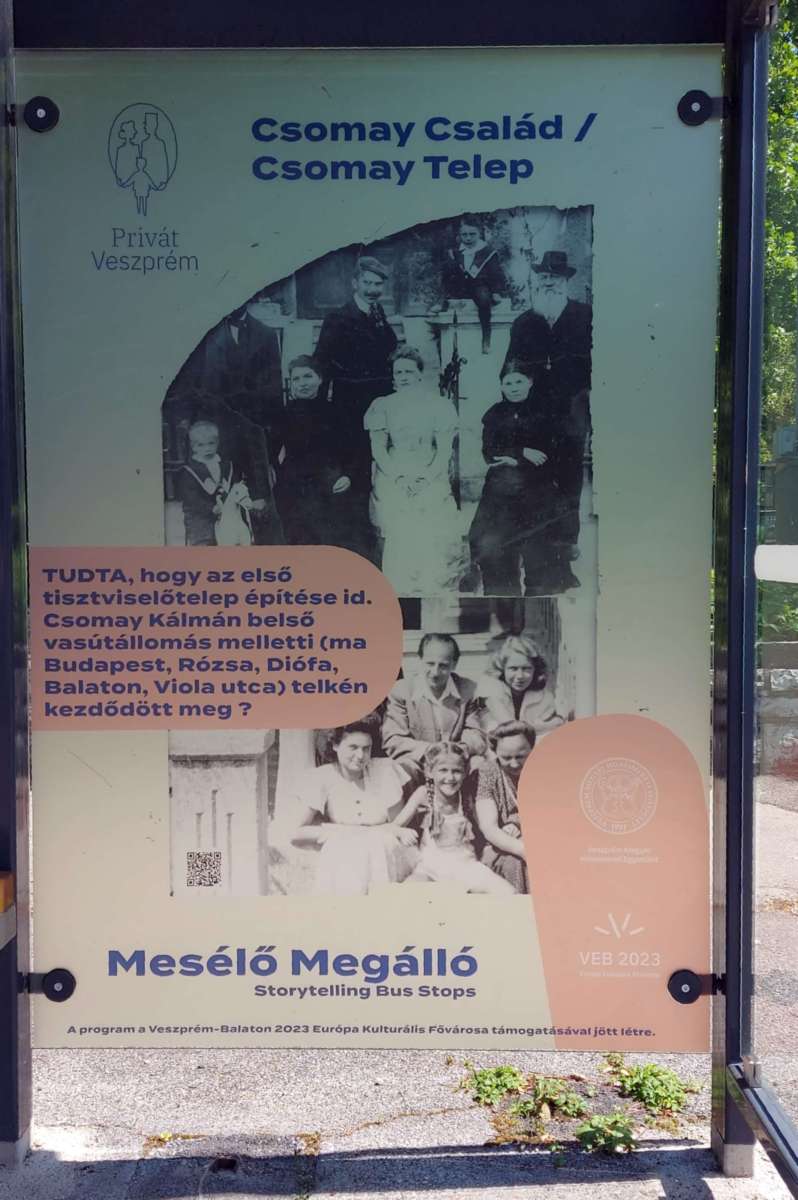 Csomay Család /
Csomay Telep
Privát
Veszprém
TUDTA, hogy az első
tisztviselőtelep építése id.
Csomay Kálmán belső
vasútállomás melletti (ma
Budapest, Rózsa, Diófa,
Balaton, Viola utca) telkén
kezdődött meg ?
1991
VEB 2023
Mesélő Megálló
Storytelling Bus Stops
A program a Veszprém-Balaton 2023 Európa Kulturális Fővárosa támogatásával jött létre.